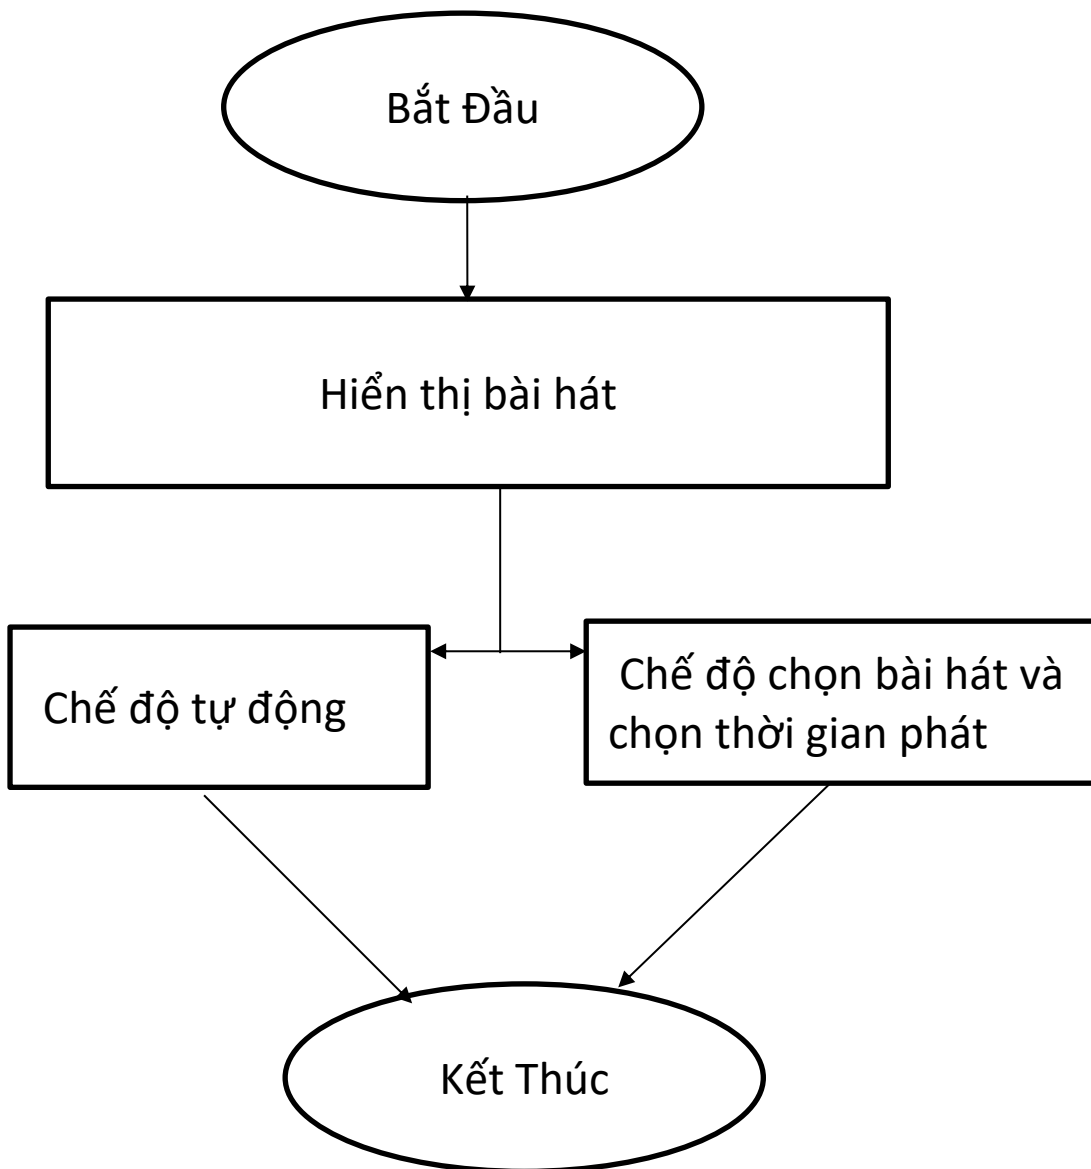 Bắt Đầu
Hiển thị bài hát
Chế độ tự động
Chế độ chọn bài hát và
chọn thời gian phát
Kết Thúc